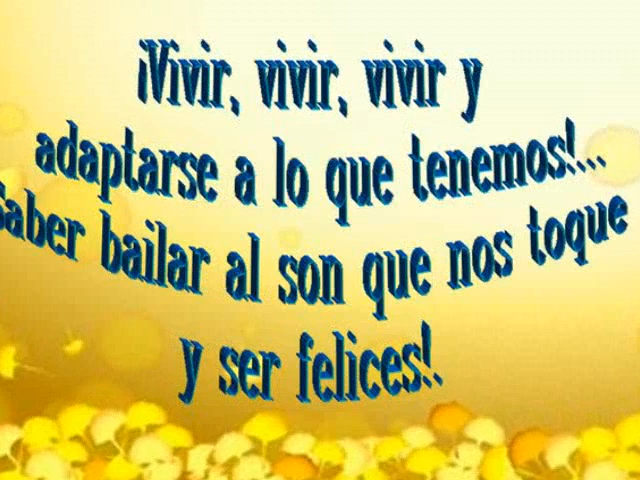 ¡Vivir, vivir, vivir y
adaptarse a lo que tenemos!...
Saber bailar al son que nos toque
y ser felices!.